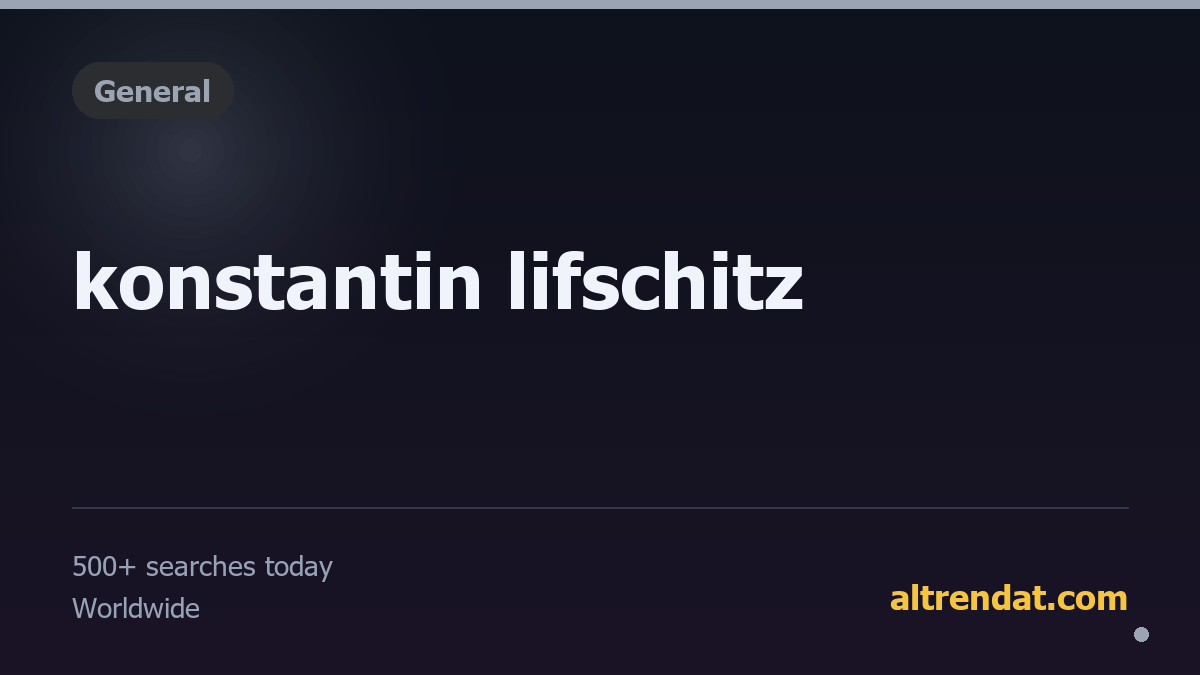 General
konstantin lifschitz
500+ searches today
Worldwide
altrendat.com